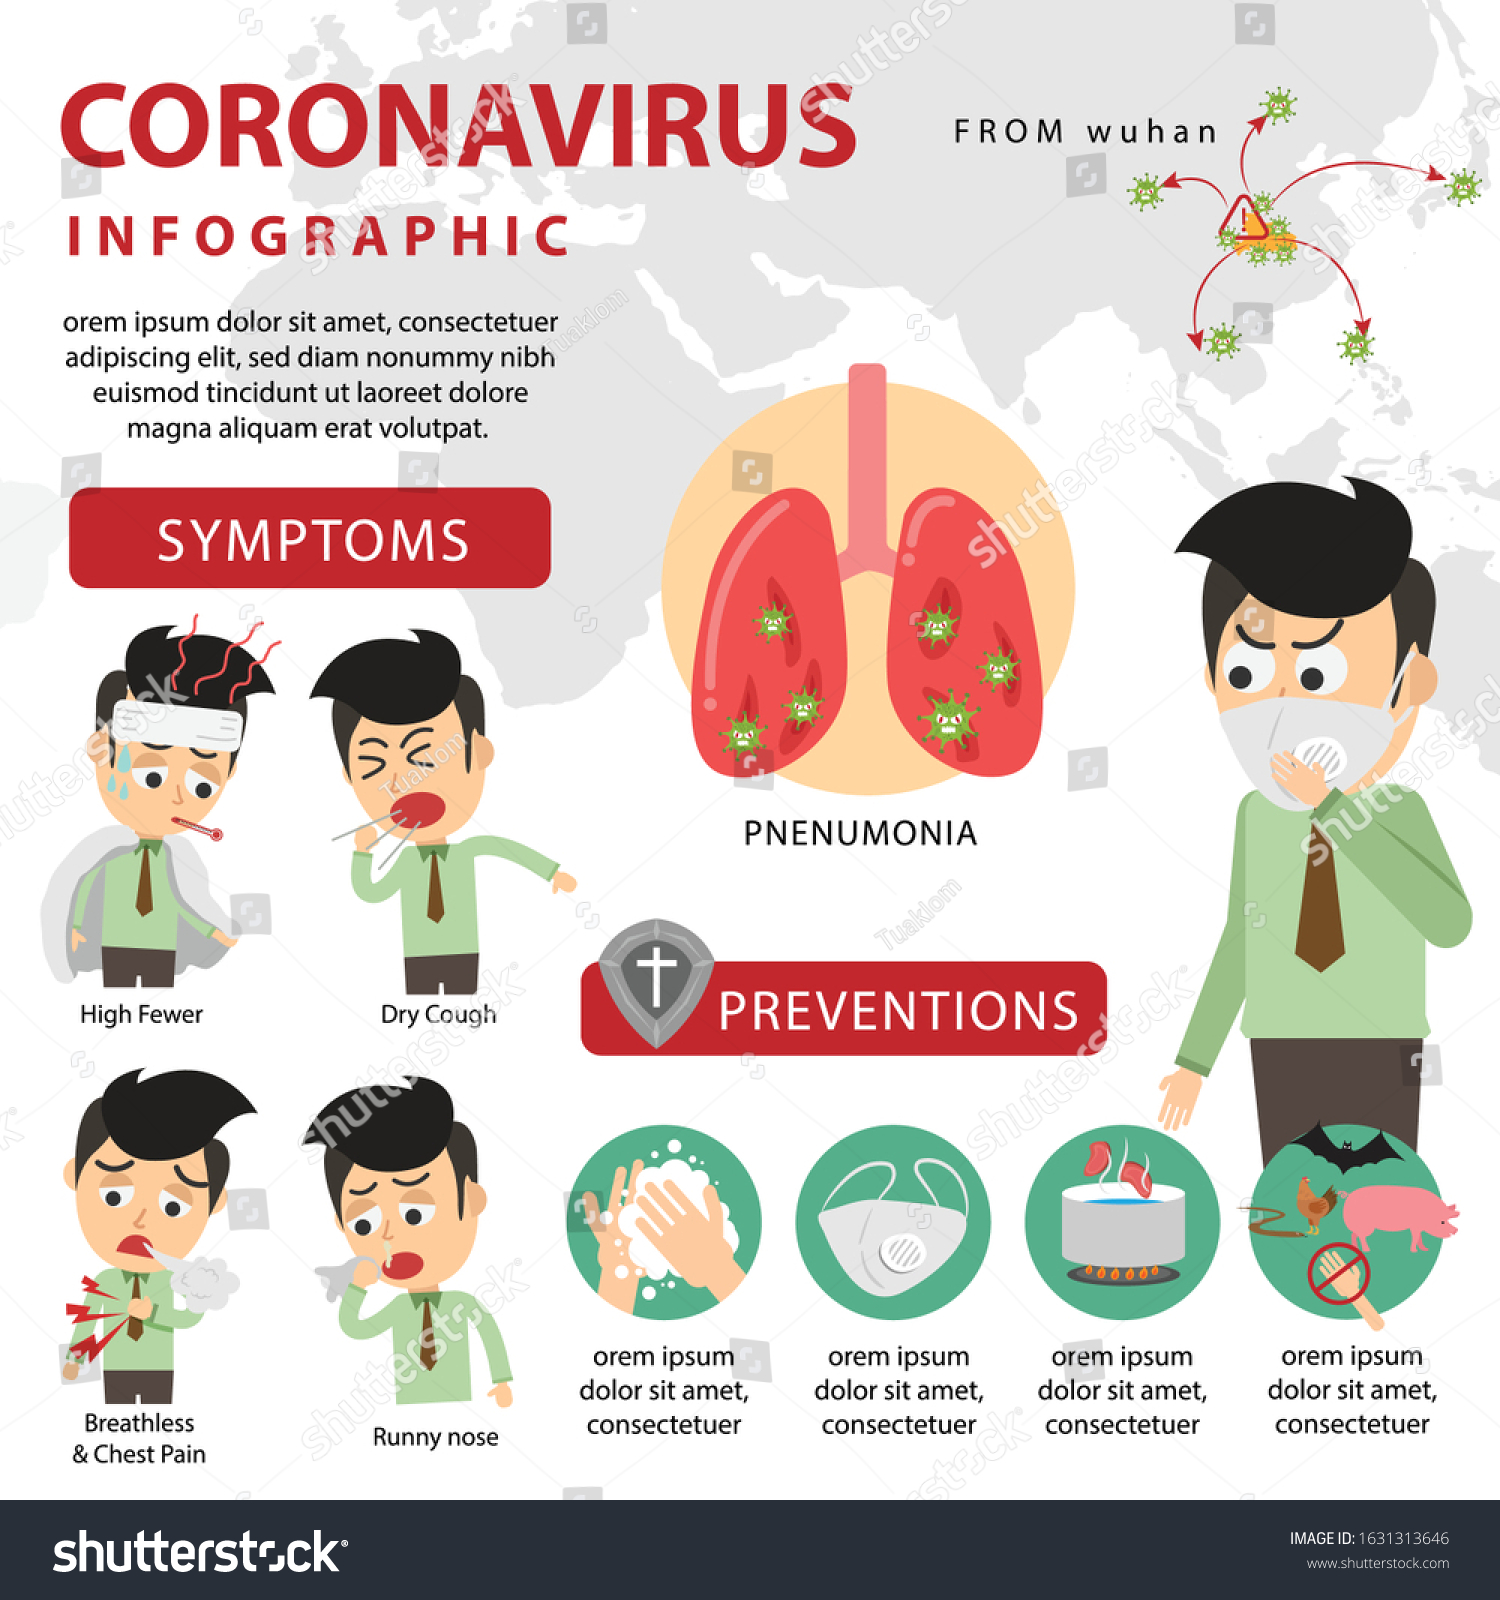 CORONAVIRUS
INFOGRAPHIC
FROM wuhan
orem ipsum dolor sit amet, consectetuer
adipiscing elit, sed diam nonummy nibh
euismod tincidunt ut laoreet dolore
magna aliquam erat volutpat.
SYMPTOMS
High Fewer
Dry Cough
Breathless
& Chest Pain
Runny nose
PNENUMONIA
PREVENTIONS
orem ipsum
dolor sit amet,
consectetuer
orem ipsum
dolor sit amet,
consectetuer
orem ipsum
dolor sit amet,
consectetuer
orem ipsum
dolor sit amet,
consectetuer
shutterstock
Tuaklom
shutterstock
IMAGE ID: 1631313646
www.shutterstock.com